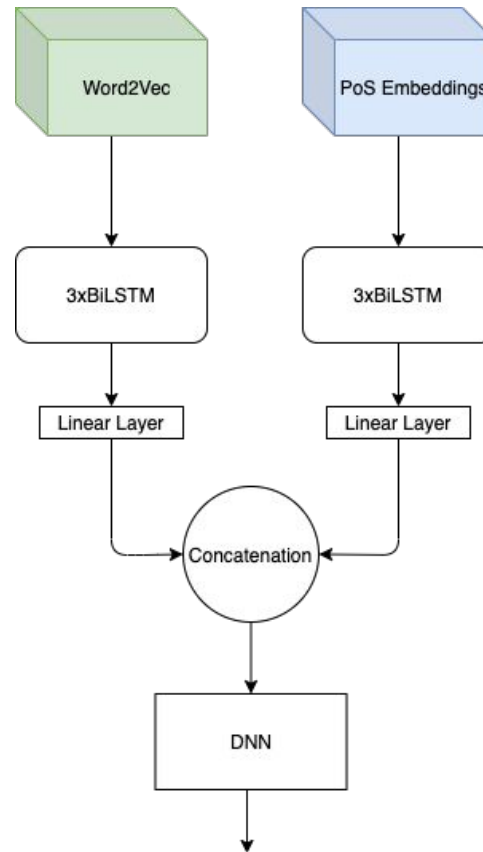 Word2Vec
PoS Embeddings
3xBiLSTM
3xBiLSTM
Linear Layer
Linear Layer
Concatenation
DNN